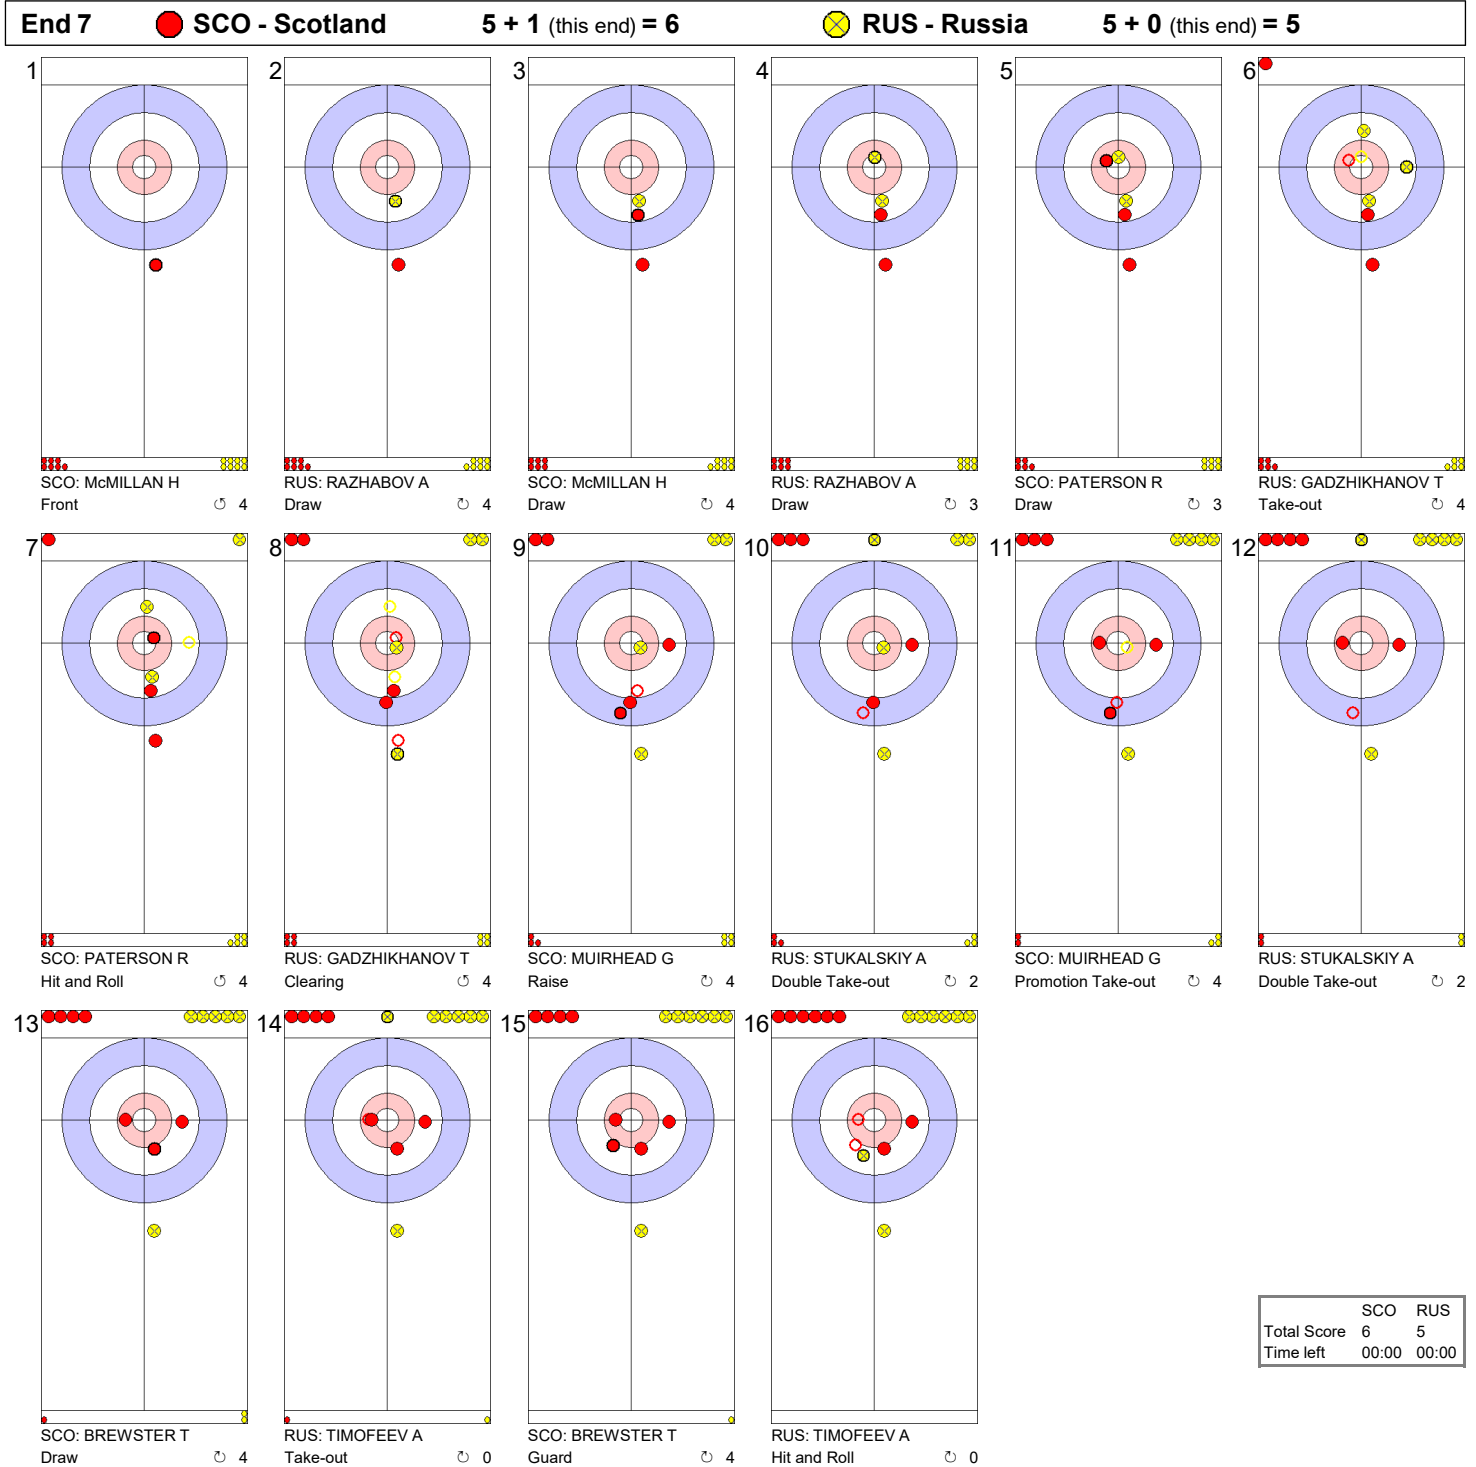 End 7 SCO - Scotland 5 + 1 (this end) = 6 RUS - Russia 5 + 0 (this end) = 5
1 2 3 4 5 6
SCO: McMILLAN H RUS: RAZHABOV A SCO: McMILLAN H RUS: RAZHABOV A SCO: PATERSON R RUS: GADZHIKHANOV T
Front ↺ 4 Draw ↻ 4 Draw ↻ 4 Draw ↻ 3 Draw ↻ 3 Take-out ↺ 4
7 8 9 10 11 12
SCO: PATERSON R RUS: GADZHIKHANOV T SCO: MUIRHEAD G RUS: STUKALSKIY A SCO: MUIRHEAD G RUS: STUKALSKIY A
Hit and Roll ↺ 4 Clearing ↺ 4 Raise ↻ 4 Double Take-out ↻ 2 Promotion Take-out ↻ 4 Double Take-out ↻ 2
13 14 15 16
SCO: BREWSTER T RUS: TIMOFEEV A SCO: BREWSTER T RUS: TIMOFEEV A
Draw ↻ 4 Take-out ↻ 0 Guard ↻ 4 Hit and Roll ↻ 0
SCO RUS
Total Score 6 5
Time left 00:00 00:00